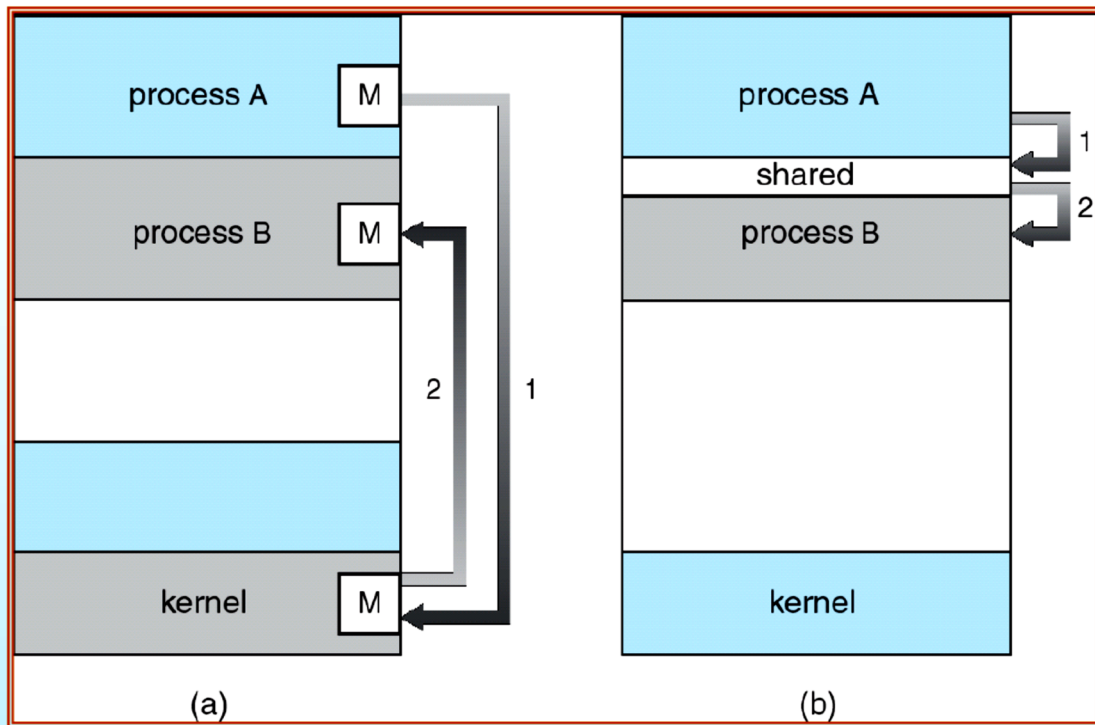 process A
M
process B
M
2
1
kernel
M
(a)
process A
1
shared
2
process B
kernel
(b)